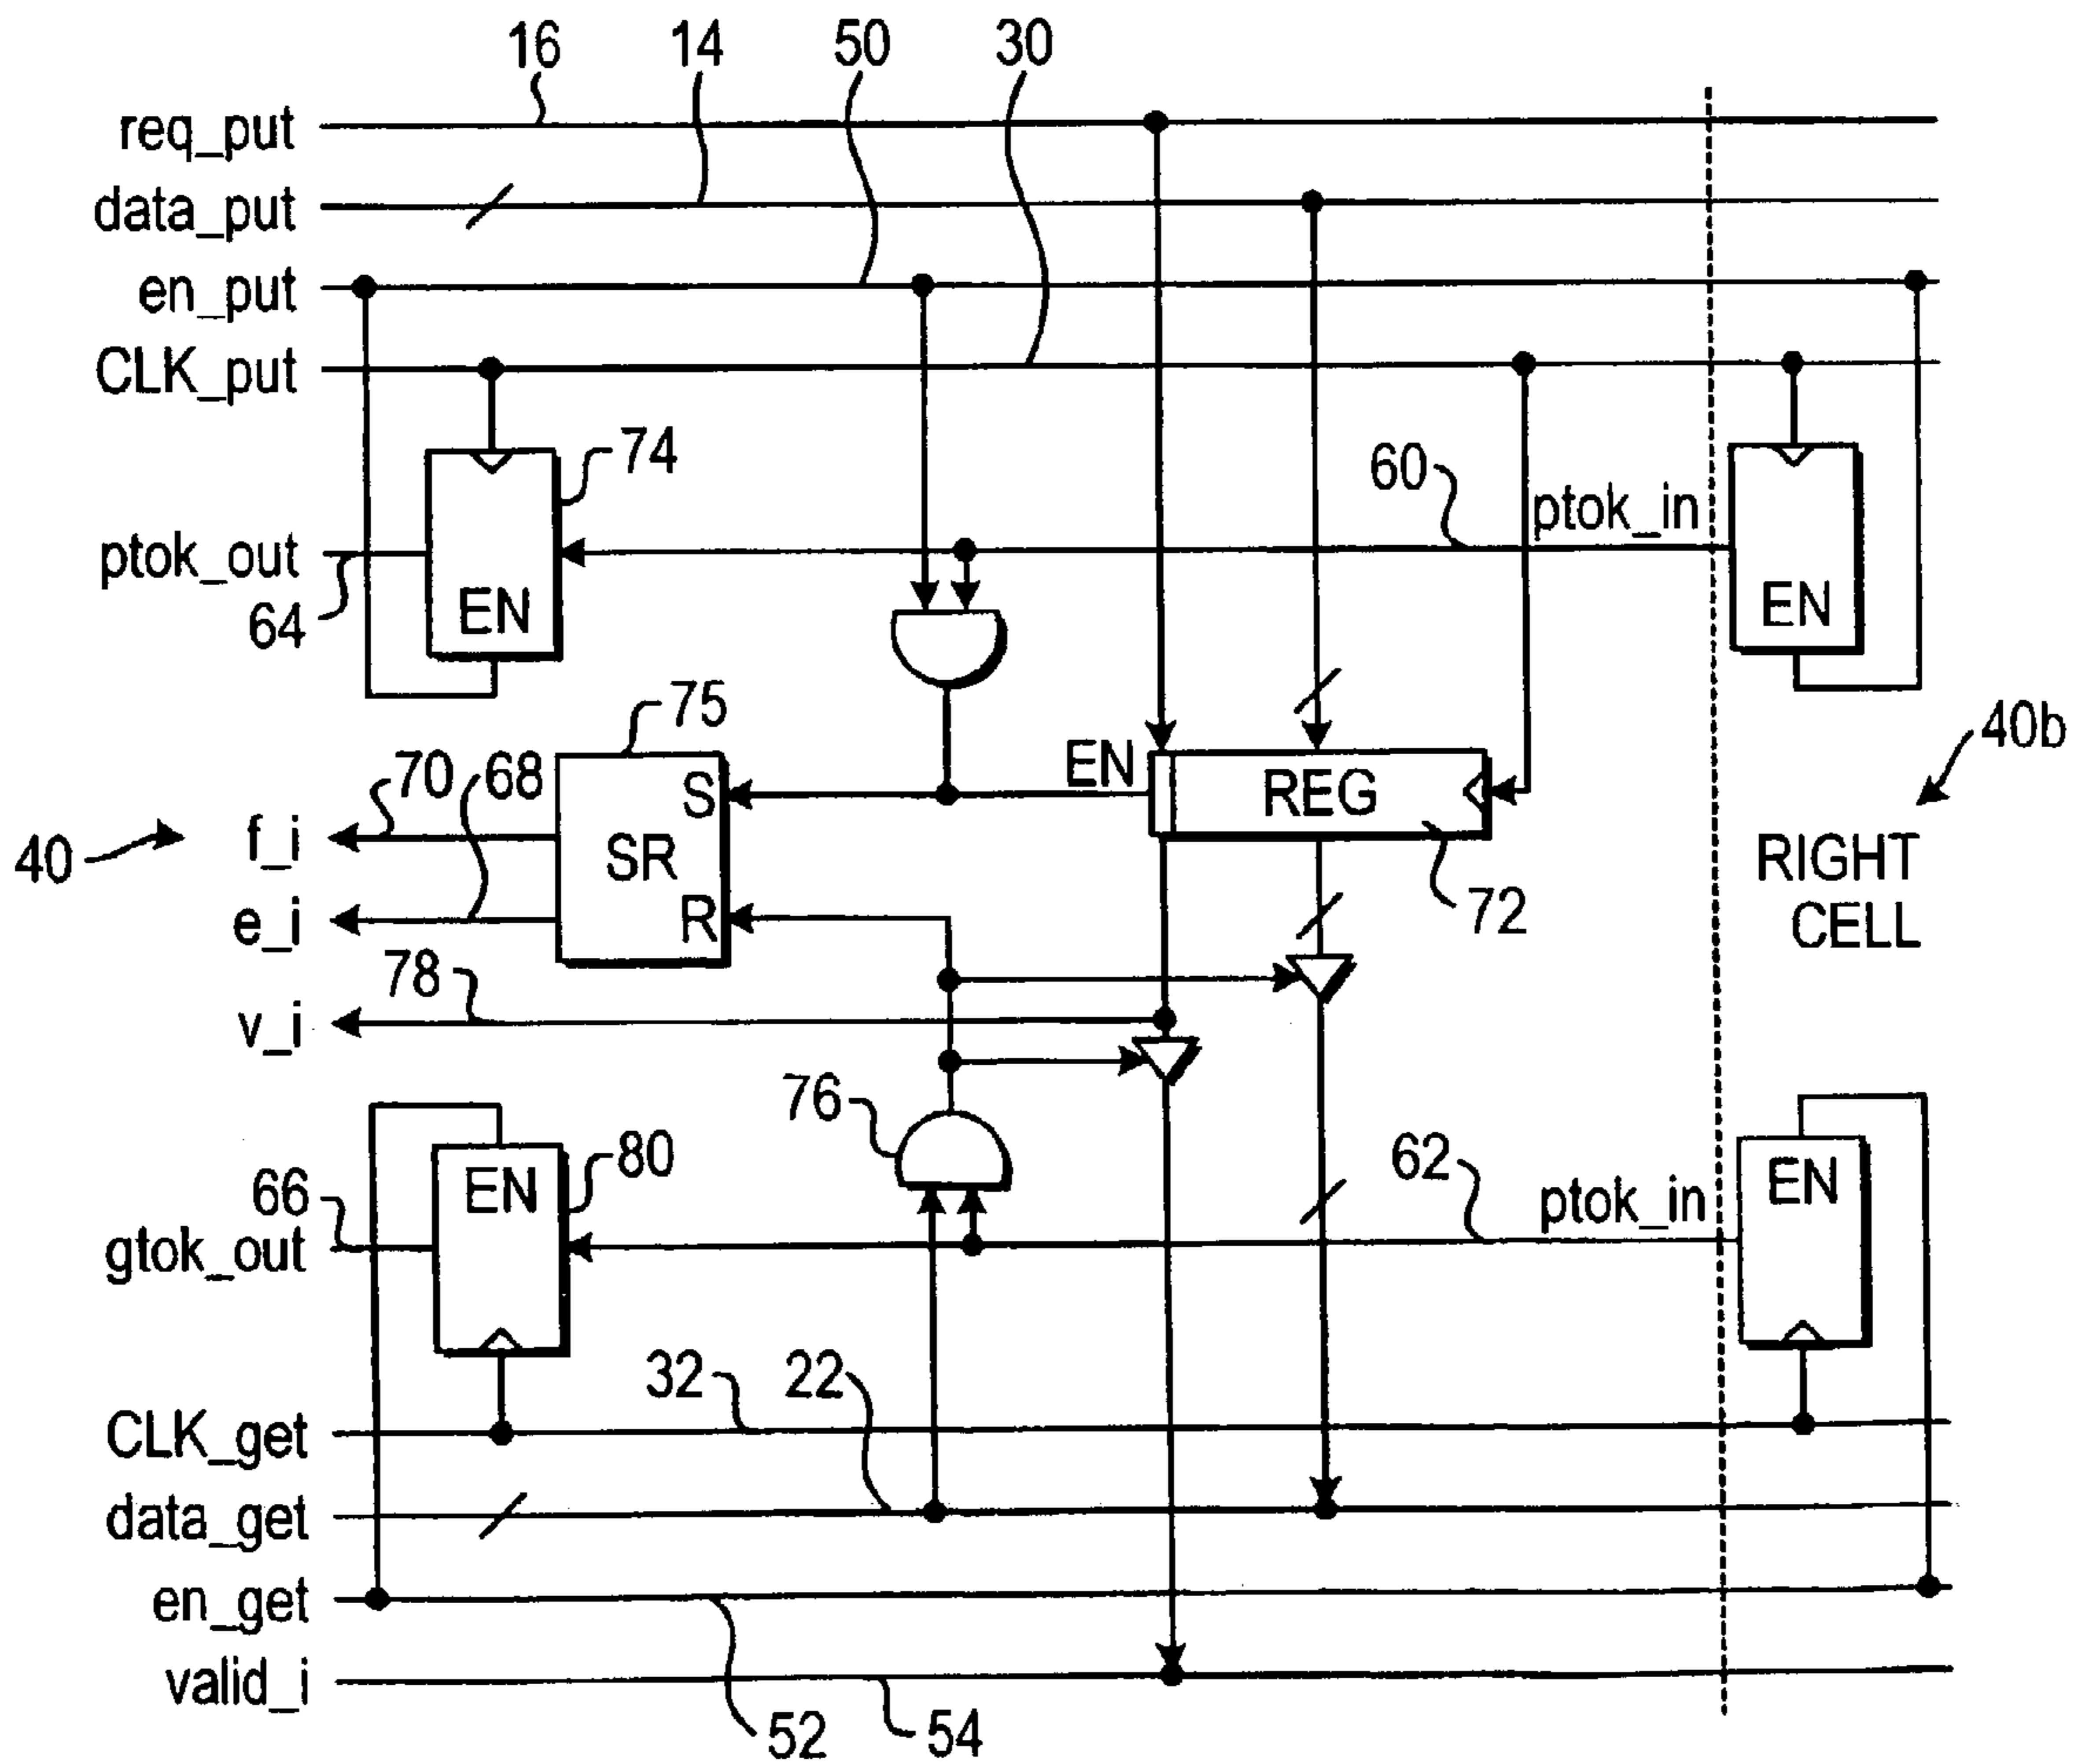 16 14 50 30
req_put
data_put
en_put
CLK_put
74
60
ptok_in
ptok_out
EN
EN
64
75
40b
70 68
S
EN
REG
40
f_i
SR
RIGHT
CELL
e_i
R
72
78
v_i
76
80
EN
62
EN
66
ptok_in
gtok_out
32 22
CLK_get
data_get
en_get
valid_i
52 54